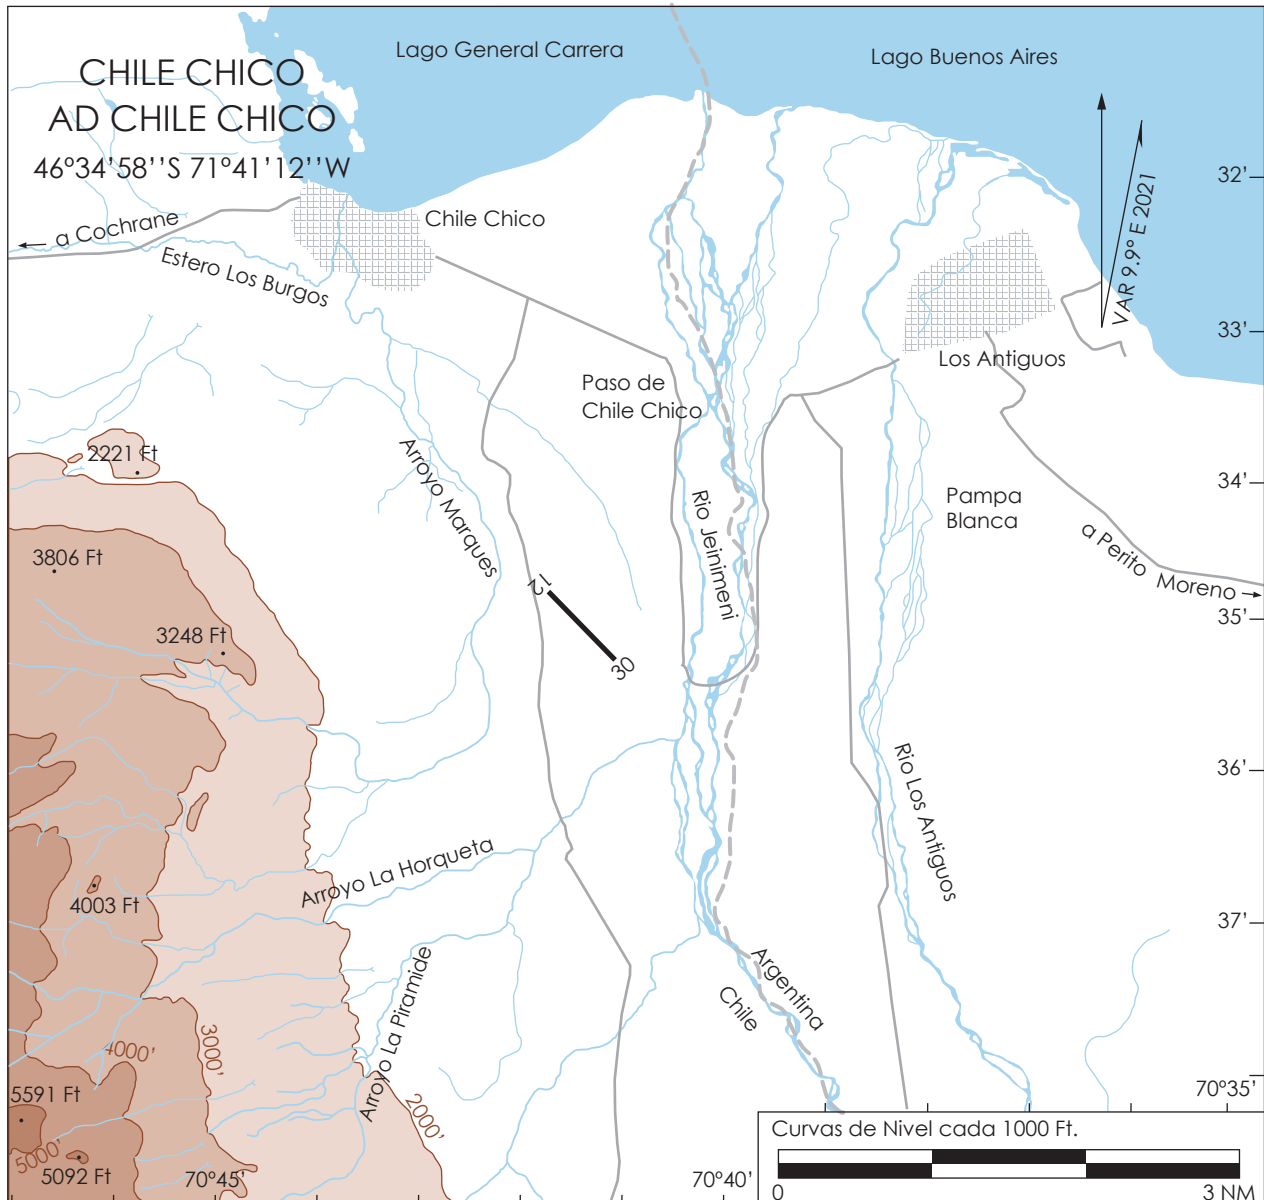 CHILE CHICO
AD CHILE CHICO
46°34'58''S 71°41'12''W
Lago General Carrera
Lago Buenos Aires
VAR 9.9° E 2021
32'
33'
34'
35'
36'
37'
70°35'
a Cochrane
Chile Chico
Estero Los Burgos
Los Antiguos
Paso de
Chile Chico
2221 Ft
Arroyo Marques
Rio Jeinimeni
Pampa
Blanca
a Perito Moreno
3806 Ft
12
30
3248 Ft
Rio Los Antiguos
Arroyo La Horqueta
4003 Ft
Arroyo La Piramide
Argentina
Chile
3000'
4000'
2000'
5591 Ft
5000'
5092 Ft
70°45'
70°40'
Curvas de Nivel cada 1000 Ft.
0
3 NM